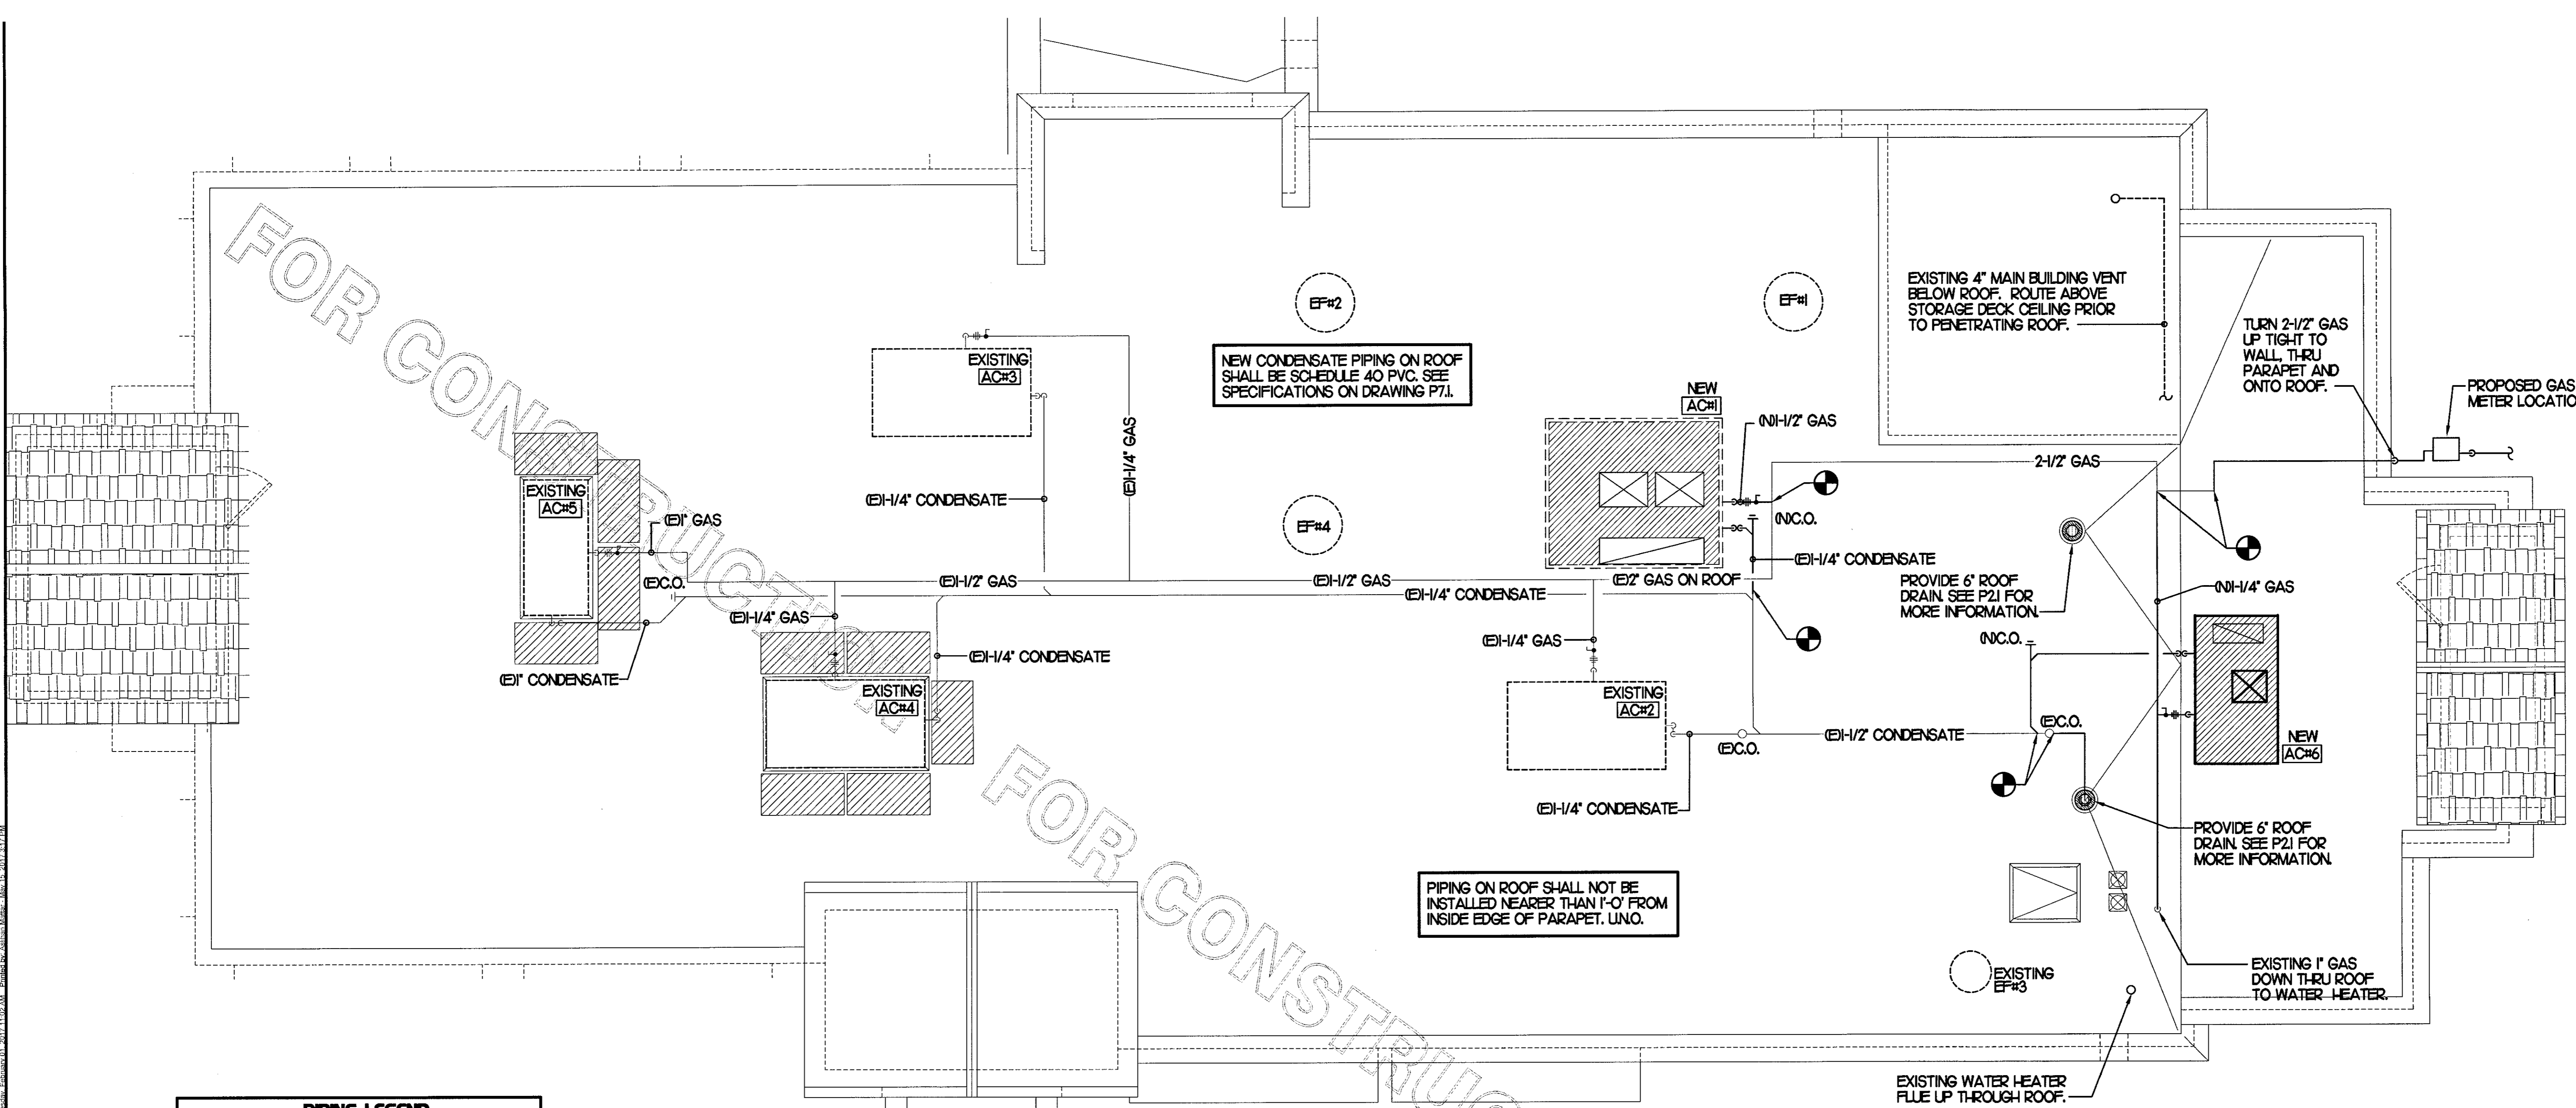 FOR CONSTRUCTION
EF#2
EF#1
EXISTING 4" MAIN BUILDING VENT
BELOW ROOF. ROUTE ABOVE
STORAGE DECK CEILING PRIOR
TO PENETRATING ROOF.
TURN 2-1/2" GAS
UP TIGHT TO
WALL, THRU
PARAPET AND
ONTO ROOF.
PROPOSED GAS
METER LOCATIO
EXISTING
AC#3
NEW CONDENSATE PIPING ON ROOF
SHALL BE SCHEDULE 40 PVC. SEE
SPECIFICATIONS ON DRAWING P7.1.
NEW
AC#1
(N)1-1/2" GAS
(E)1-1/4" GAS
2-1/2" GAS
EXISTING
AC#5
(E)1-1/4" CONDENSATE
(E)1" GAS
EF#4
(N)C.O.
(E)1-1/4" CONDENSATE
(E)C.O.
(E)1-1/2" GAS
(E)1-1/2" GAS
(E)2" GAS ON ROOF
(E)1-1/4" CONDENSATE
PROVIDE 6" ROOF
DRAIN. SEE P2.1 FOR
MORE INFORMATION.
(N)1-1/4" GAS
(E)1-1/4" GAS
(E)1-1/4" GAS
(N)C.O.
(E)1-1/4" CONDENSATE
(E)1" CONDENSATE
EXISTING
AC#4
EXISTING
AC#2
(E)C.O.
(E)1-1/2" CONDENSATE
(E)C.O.
NEW
AC#6
(E)1-1/4" CONDENSATE
PROVIDE 6" ROOF
DRAIN. SEE P2.1 FOR
MORE INFORMATION.
FOR CONSTRUC
PIPING ON ROOF SHALL NOT BE
INSTALLED NEARER THAN 1'-0" FROM
INSIDE EDGE OF PARAPET. U.N.O.
EXISTING
EF#3
EXISTING 1" GAS
DOWN THRU ROOF
TO WATER HEATER.
EXISTING WATER HEATER
FLUE UP THROUGH ROOF.
PIPING LEGEND